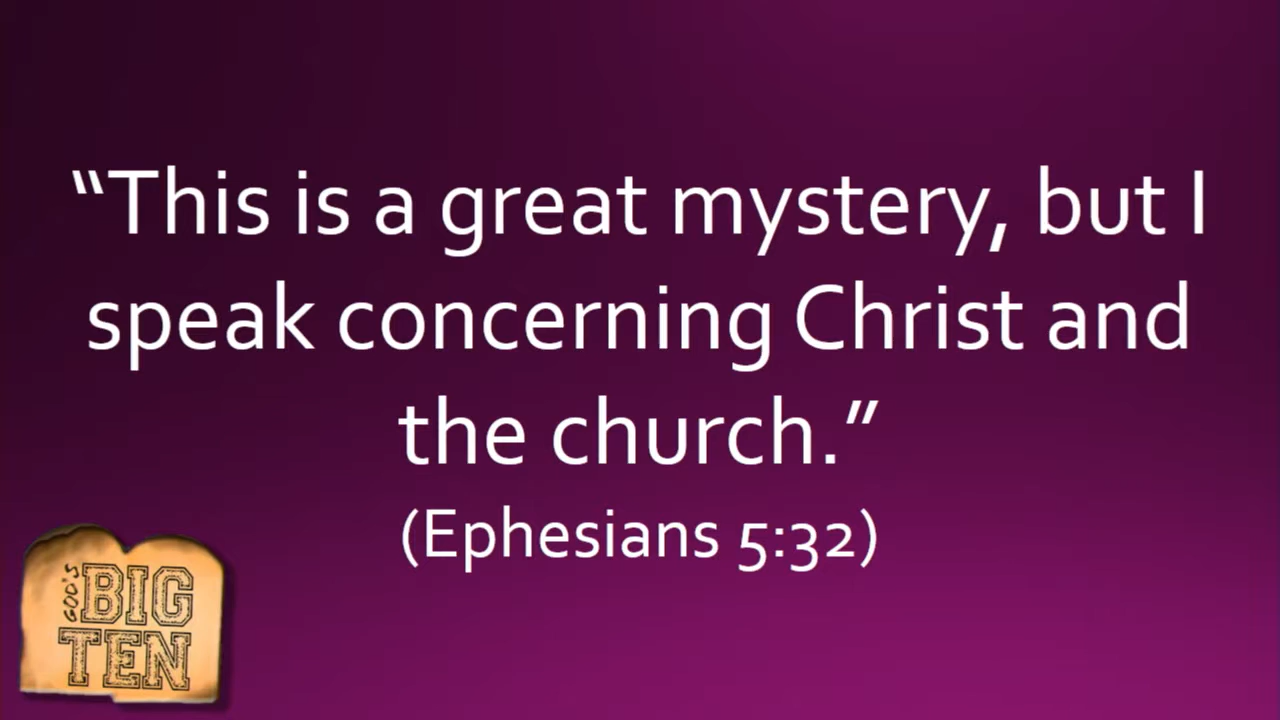 “This is a great mystery, but I
speak concerning Christ and
the church.”
(Ephesians 5:32)
GOD'S
BIG
TEN